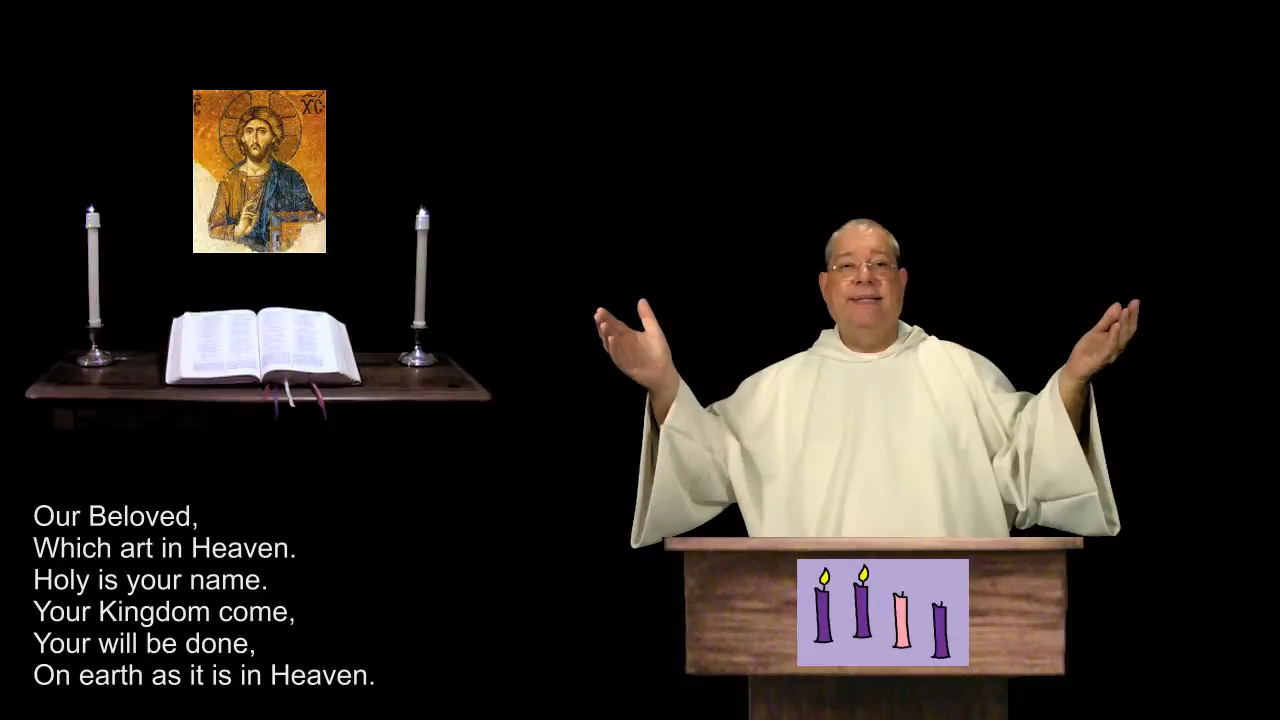 ΧC
Our Beloved,
Which art in Heaven.
Holy is your name.
Your Kingdom come,
Your will be done,
On earth as it is in Heaven.